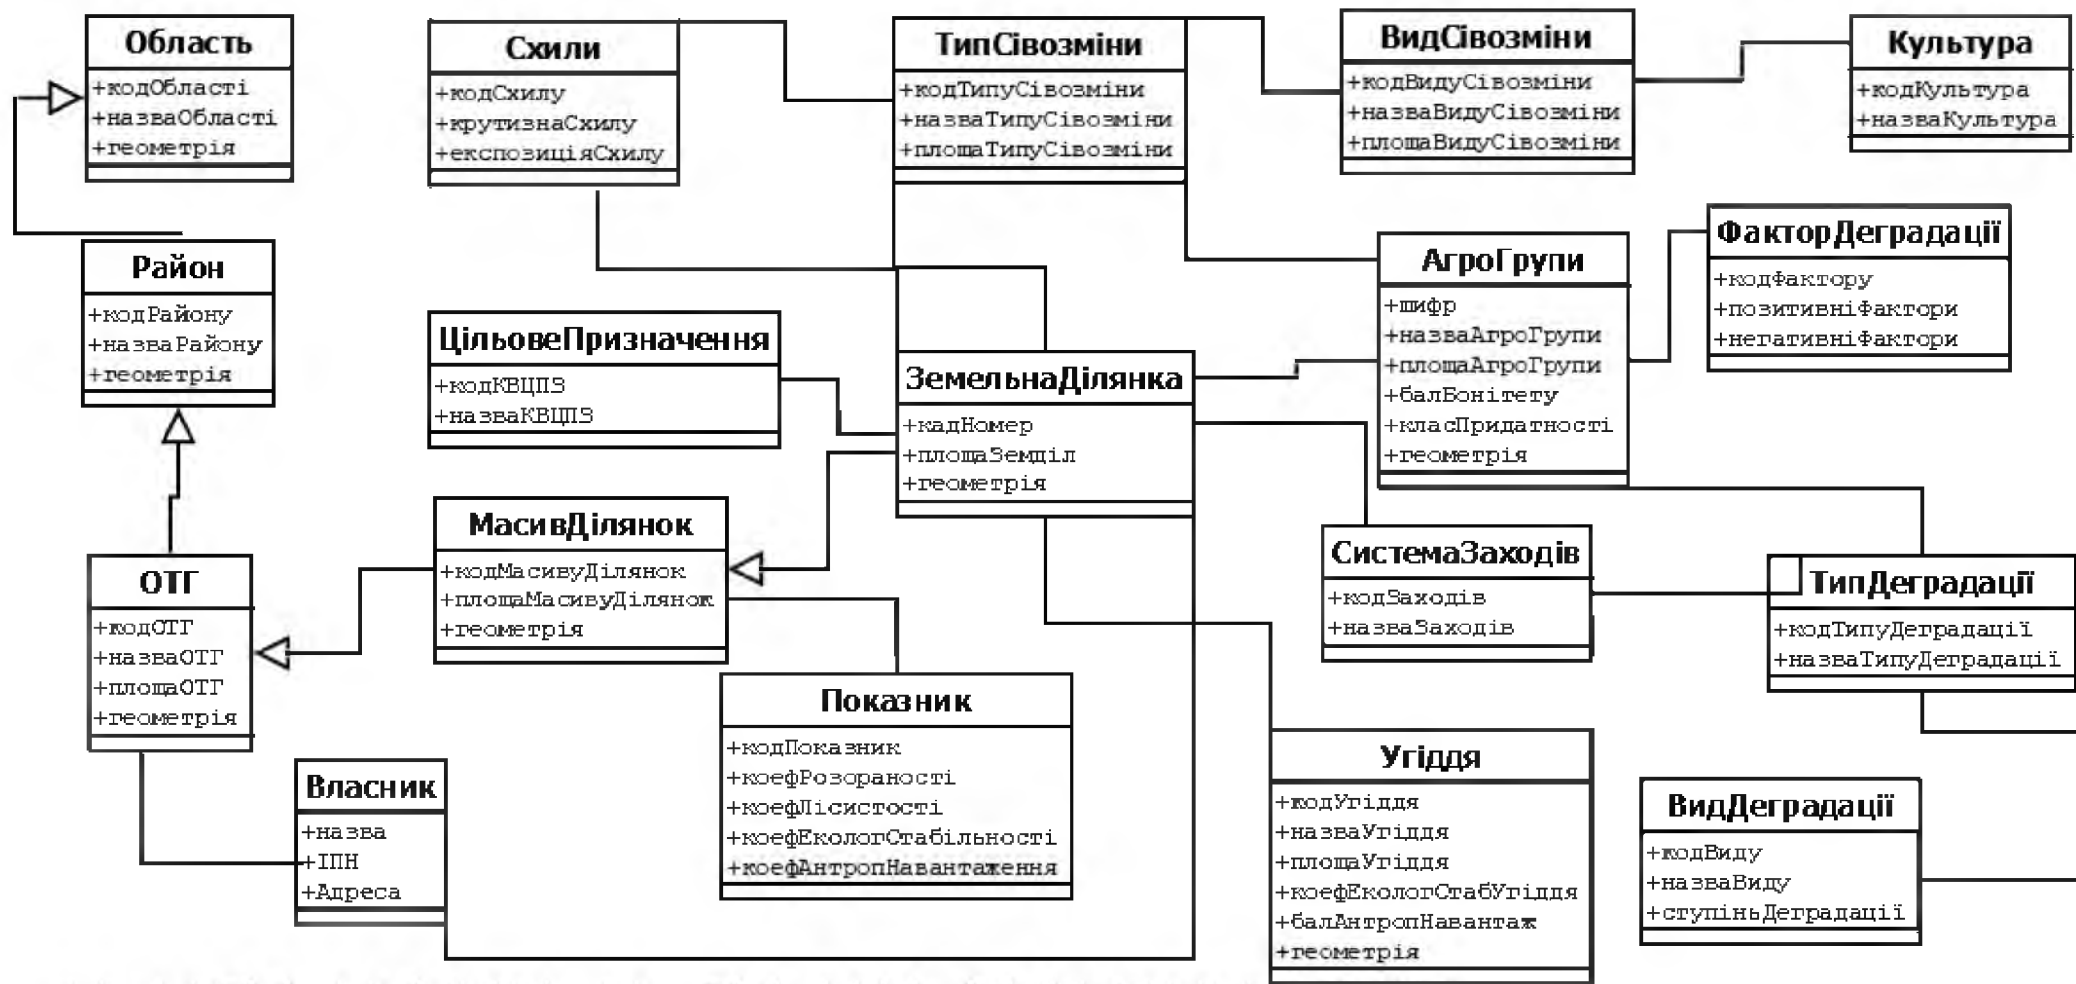 Область
+кодОбласті
+назваОбласті
+геометрія
Схили
+кодСхилу
+крутизнаСхилу
+експозиціяСхилу
ТипСівозміни
+кодТипуСівозміни
+назваТипуСівозміни
+площаТипуСівозміни
ВидСівозміни
+кодВидуСівозміни
+назваВидуСівозміни
+площаВидуСівозміни
Культура
+кодКультура
+назваКультура
Район
+кодРайону
+назваРайону
+геометрія
ЦільовеПризначення
+кодКВЦПЗ
+назваКВЦПЗ
ЗемельнаДілянка
+кадНомер
+площаЗемділ
+геометрія
АгроГрупи
+шифр
+назваАгроГрупи
+площаАгроГрупи
+балБонітету
+класПридатності
+геометрія
ФакторДеградації
+кодФактору
+позитивніФактори
+негативніФактори
ОТГ
+кодОТГ
+назваОТГ
+площаОТГ
+геометрія
МасивДілянок
+кодМасивуДілянок
+площаМасивуДілянок
+геометрія
СистемаЗаходів
+кодЗаходів
+назваЗаходів
ТипДеградації
+кодТипуДеградації
+назваТипуДеградації
Власник
+назва
+ІПН
+Адреса
Показник
+кодПоказник
+коефРозораності
+коефЛісистості
+коефЕкологСтабільності
+коефАнтропНавантаження
Угіддя
+кодУгіддя
+назваУгіддя
+площаУгіддя
+коефЕкологСтабУгіддя
+балАнтропНавантаж
+геометрія
ВидДеградації
+кодВиду
+назваВиду
+ступіньДеградації